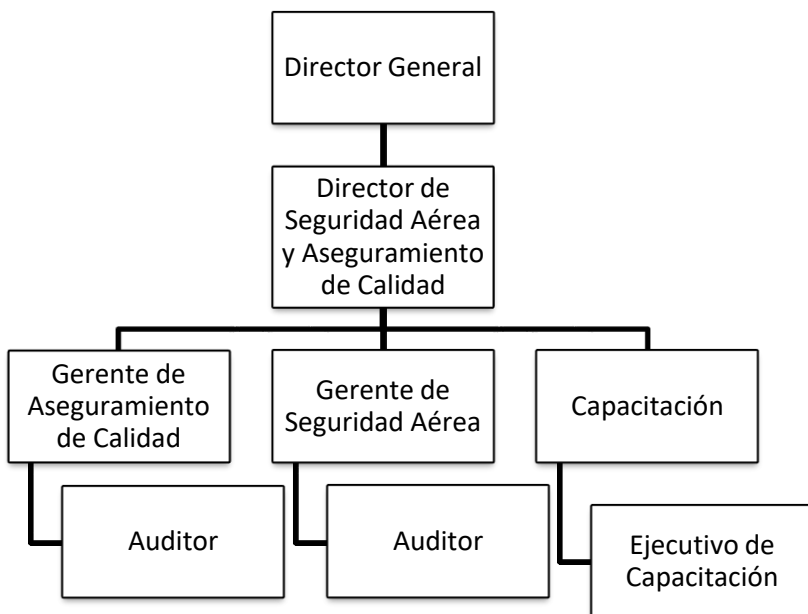 Director General
Director de
Seguridad Aérea
y Aseguramiento
de Calidad
Gerente de
Aseguramiento
de Calidad
Gerente de
Seguridad Aérea
Capacitación
Auditor
Auditor
Ejecutivo de
Capacitación